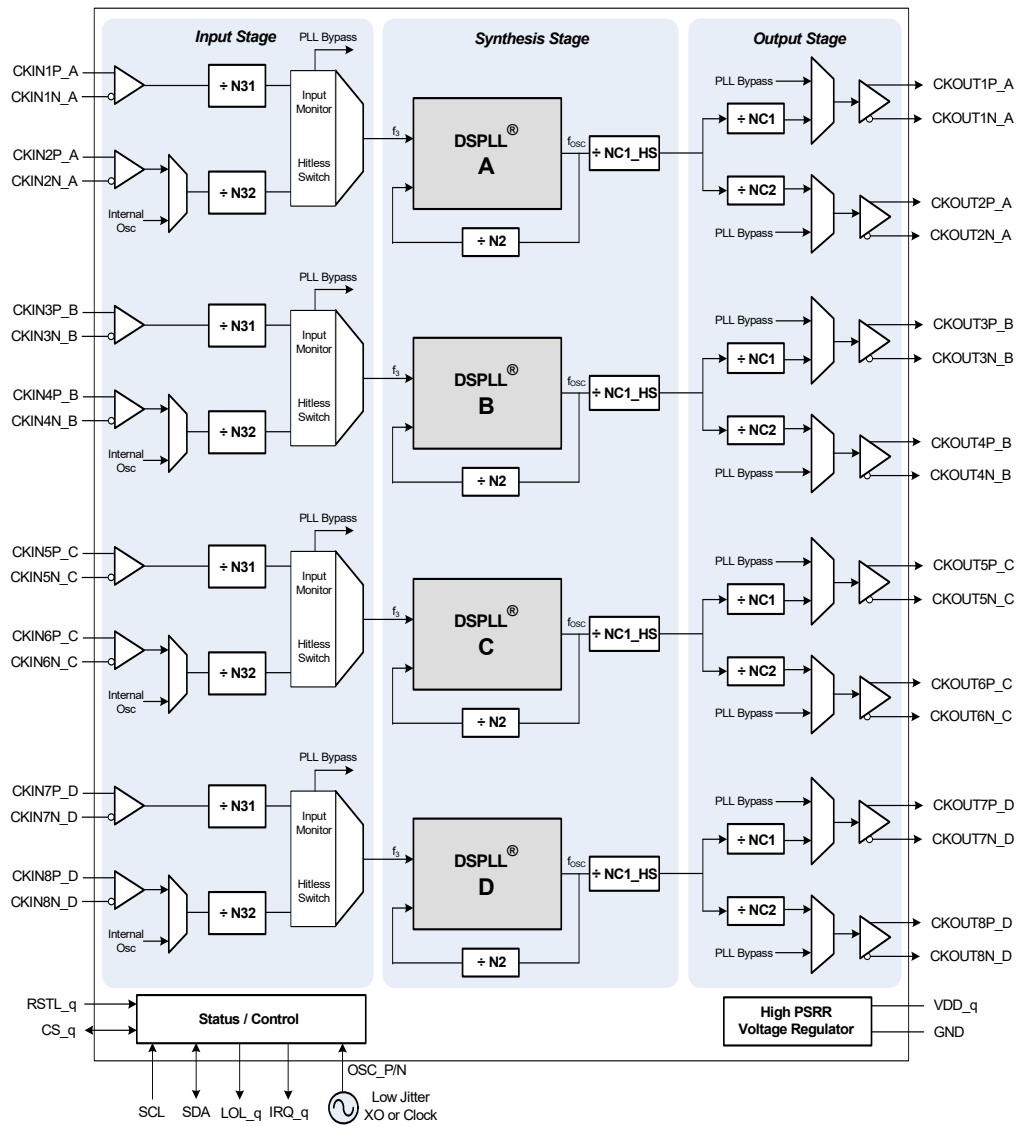 Input Stage
Synthesis Stage
Output Stage
PLL Bypass
CKIN1P_A
CKIN1N_A
÷ N31
Input
Monitor
Hitless
Switch
CKIN2P_A
CKIN2N_A
Internal
Osc
÷ N32
f3
DSPLL®
A
fOSC
÷ NC1_HS
÷ N2
PLL Bypass
÷ NC1
CKOUT1P_A
CKOUT1N_A
÷ NC2
PLL Bypass
CKOUT2P_A
CKOUT2N_A
PLL Bypass
CKIN3P_B
CKIN3N_B
÷ N31
Input
Monitor
Hitless
Switch
CKIN4P_B
CKIN4N_B
Internal
Osc
÷ N32
f3
DSPLL®
B
fOSC
÷ NC1_HS
÷ N2
PLL Bypass
÷ NC1
CKOUT3P_B
CKOUT3N_B
÷ NC2
PLL Bypass
CKOUT4P_B
CKOUT4N_B
PLL Bypass
CKIN5P_C
CKIN5N_C
÷ N31
Input
Monitor
Hitless
Switch
CKIN6P_C
CKIN6N_C
Internal
Osc
÷ N32
f3
DSPLL®
C
fOSC
÷ NC1_HS
÷ N2
PLL Bypass
÷ NC1
CKOUT5P_C
CKOUT5N_C
÷ NC2
PLL Bypass
CKOUT6P_C
CKOUT6N_C
PLL Bypass
CKIN7P_D
CKIN7N_D
÷ N31
Input
Monitor
Hitless
Switch
CKIN8P_D
CKIN8N_D
Internal
Osc
÷ N32
f3
DSPLL®
D
fOSC
÷ NC1_HS
÷ N2
PLL Bypass
÷ NC1
CKOUT7P_D
CKOUT7N_D
÷ NC2
PLL Bypass
CKOUT8P_D
CKOUT8N_D
RSTL_q
CS_q
Status / Control
High PSRR
Voltage Regulator
VDD_q
GND
SCL
SDA
LOL_q
IRQ_q
OSC_P/N
Low Jitter
XO or Clock